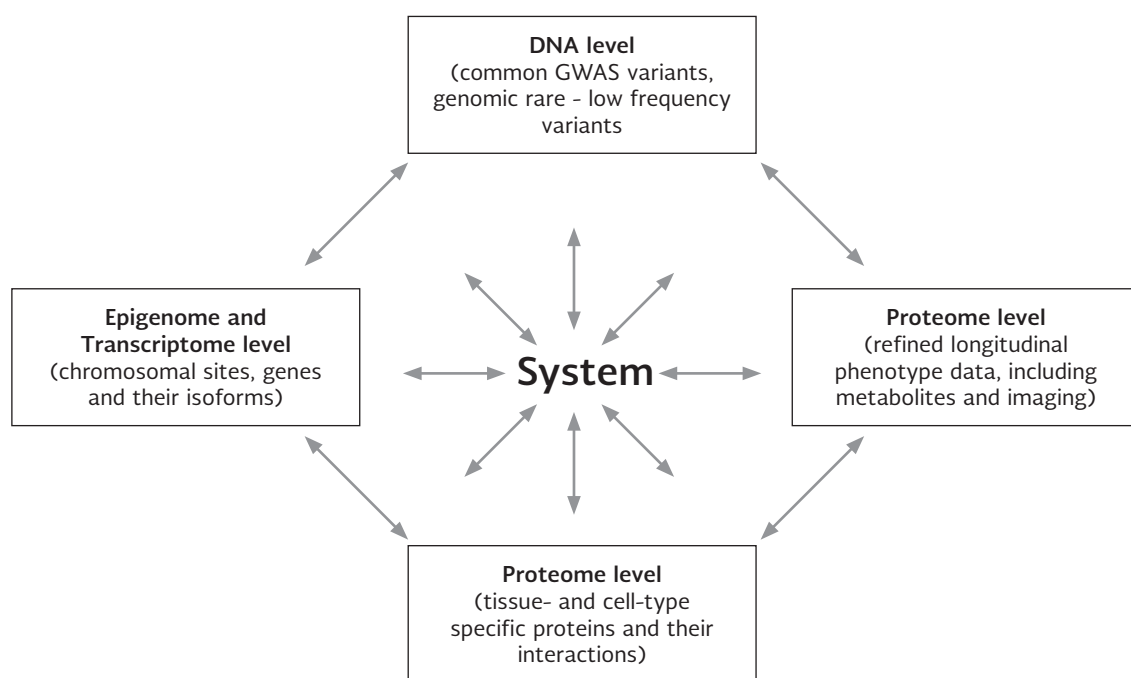 DNA level
(common GWAS variants,
genomic rare - low frequency
variants
Epigenome and
Transcriptome level
(chromosomal sites, genes
and their isoforms)
System
Proteome level
(refined longitudinal
phenotype data, including
metabolites and imaging)
Proteome level
(tissue- and cell-type
specific proteins and their
interactions)